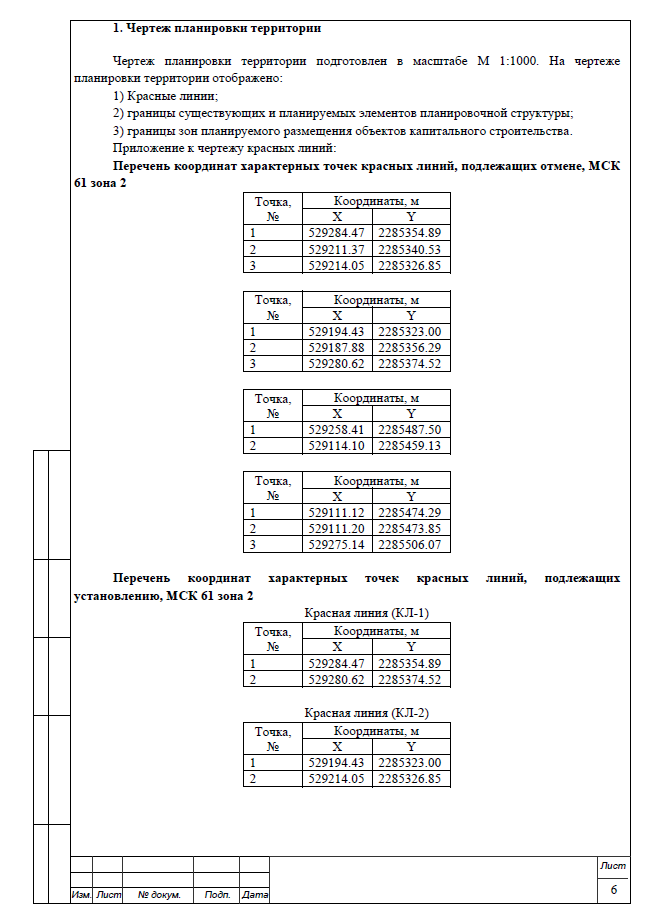 1. Чертеж планировки территории
Чертеж планировки территории подготовлен в масштабе М 1:1000. На чертеже
планировки территории отображено:
1) Красные линии;
2) границы существующих и планируемых элементов планировочной структуры;
3) границы зон планируемого размещения объектов капитального строительства.
Приложение к чертежу красных линий:
Перечень координат характерных точек красных линий, подлежащих отмене, МСК
61 зона 2
Точка, № Координаты, м
X Y
1 529284.47 2285354.89
2 529211.37 2285340.53
3 529214.05 2285326.85
Точка, № Координаты, м
X Y
1 529194.43 2285323.00
2 529187.88 2285356.29
3 529280.62 2285374.52
Точка, № Координаты, м
X Y
1 529258.41 2285487.50
2 529114.10 2285459.13
Точка, № Координаты, м
X Y
1 529111.12 2285474.29
2 529111.20 2285473.85
3 529275.14 2285506.07
Перечень координат характерных точек красных линий, подлежащих
установлению, МСК 61 зона 2
Красная линия (КЛ-1)
Точка, № Координаты, м
X Y
1 529284.47 2285354.89
2 529280.62 2285374.52
Красная линия (КЛ-2)
Точка, № Координаты, м
X Y
1 529194.43 2285323.00
2 529214.05 2285326.85
Лист
6
Изм. Лист № докум. Подп. Дата